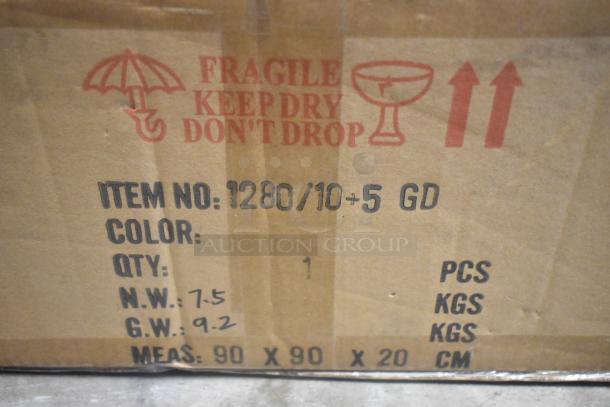 FRAGILE
KEEP DRY
DON'T DROP
ITEM NO: 1280/10+5 GD
COLOR:
AUCTION GROUP
QTY: 1 PCS
N.W.: 7.5 KGS
G.W.: 9.2 KGS
MEAS: 90 X 90 X 20 CM